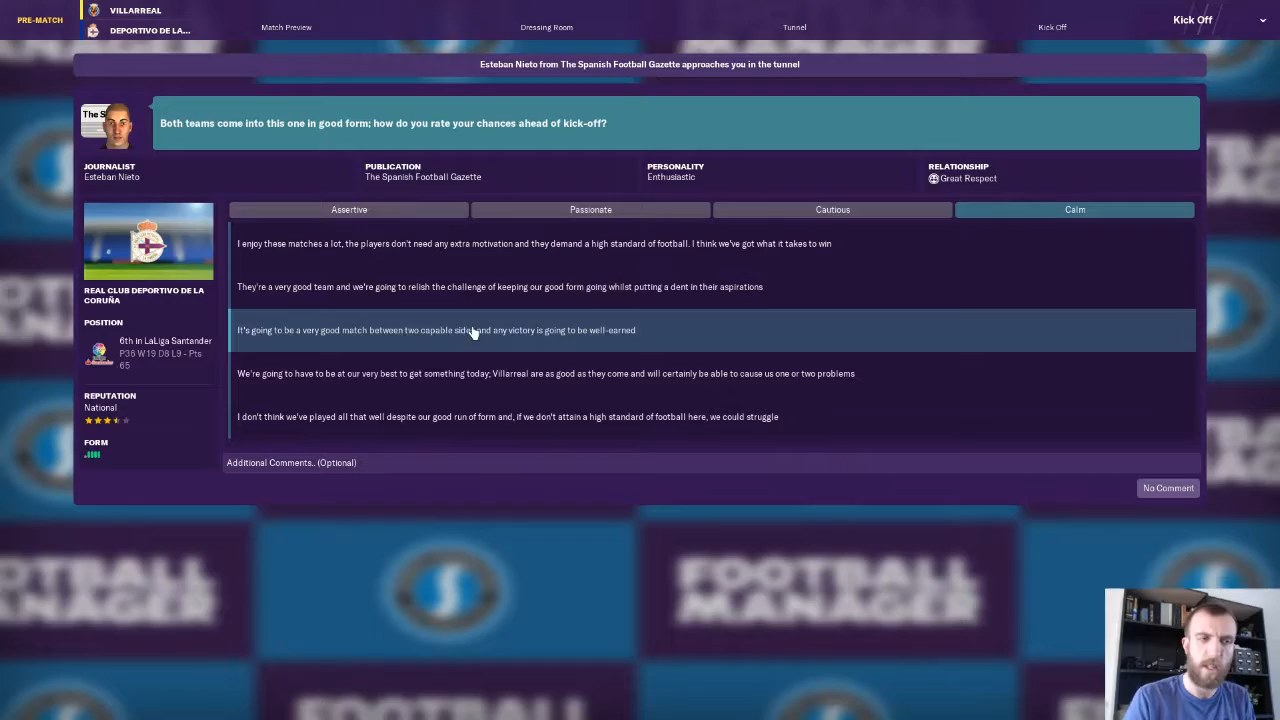 PRE-MATCH
VILLARREAL
DEPORTIVO DE LA...
Match Preview
Dressing Room
Tunnel
Kick Off
Kick Off
Esteban Nieto from The Spanish Football Gazette approaches you in the tunnel
The S
Both teams come into this one in good form; how do you rate your chances ahead of kick-off?
JOURNALIST
Esteban Nieto
PUBLICATION
The Spanish Football Gazette
PERSONALITY
Enthusiastic
RELATIONSHIP
Great Respect
Assertive
Passionate
Cautious
Calm
I enjoy these matches a lot, the players don't need any extra motivation and they demand a high standard of football. I think we've got what it takes to win
They're a very good team and we're going to relish the challenge of keeping our good form going whilst putting a dent in their aspirations
It's going to be a very good match between two capable sides and any victory is going to be well-earned
We're going to have to be at our very best to get something today; Villarreal are as good as they come and will certainly be able to cause us one or two problems
I don't think we've played all that well despite our good run of form and, if we don't attain a high standard of football here, we could struggle
REAL CLUB DEPORTIVO DE LA
CORUÑA
POSITION
6th in LaLiga Santander
P36 W19 D8 L9 - Pts
65
REPUTATION
National
FORM
Additional Comments.. (Optional)
No Comment
OTBALL
NAGER
FOOTBALL
MANAGER